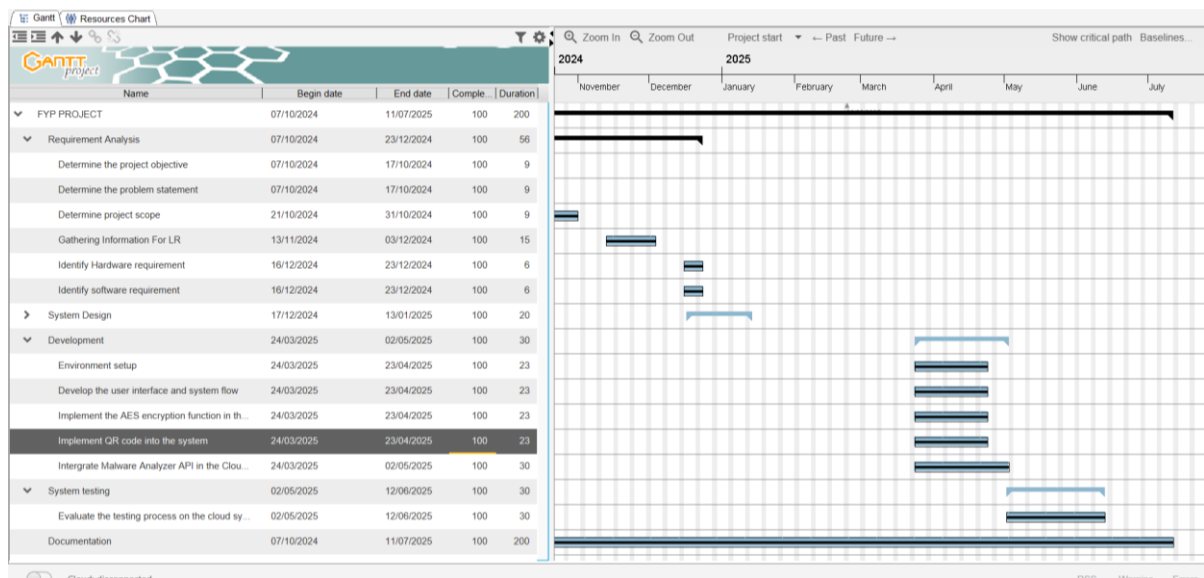 Gantt Resources Chart
Zoom In Zoom Out Project start ← Past Future → Show critical path Baselines...
GANTT
project
2024 2025
Name Begin date End date Comple... Duration
November December January February March April May June July
FYP PROJECT 07/10/2024 11/07/2025 100 200
Requirement Analysis 07/10/2024 23/12/2024 100 56
Determine the project objective 07/10/2024 17/10/2024 100 9
Determine the problem statement 07/10/2024 17/10/2024 100 9
Determine project scope 21/10/2024 31/10/2024 100 9
Gathering Information For LR 13/11/2024 03/12/2024 100 15
Identify Hardware requirement 16/12/2024 23/12/2024 100 6
Identify software requirement 16/12/2024 23/12/2024 100 6
System Design 17/12/2024 13/01/2025 100 20
Development 24/03/2025 02/05/2025 100 30
Environment setup 24/03/2025 23/04/2025 100 23
Develop the user interface and system flow 24/03/2025 23/04/2025 100 23
Implement the AES encryption function in th... 24/03/2025 23/04/2025 100 23
Implement QR code into the system 24/03/2025 23/04/2025 100 23
Intergrate Malware Analyzer API in the Clou... 24/03/2025 02/05/2025 100 30
System testing 02/05/2025 12/06/2025 100 30
Evaluate the testing process on the cloud sy... 02/05/2025 12/06/2025 100 30
Documentation 07/10/2024 11/07/2025 100 200